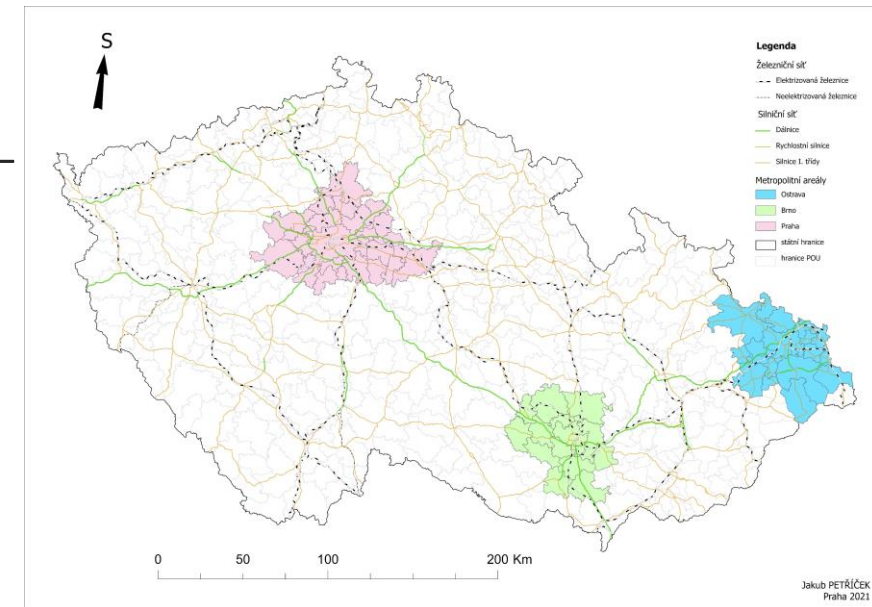 S
Legenda
Železniční síť
Elektrizovaná železnice
Neelektrizovaná železnice
Silniční síť
Dálnice
Rychlostní silnice
Silnice I. třídy
Metropolitní areály
Ostrava
Brno
Praha
státní hranice
hranice POU
0 50 100 200 Km
Jakub PETŘÍČEK
Praha 2021